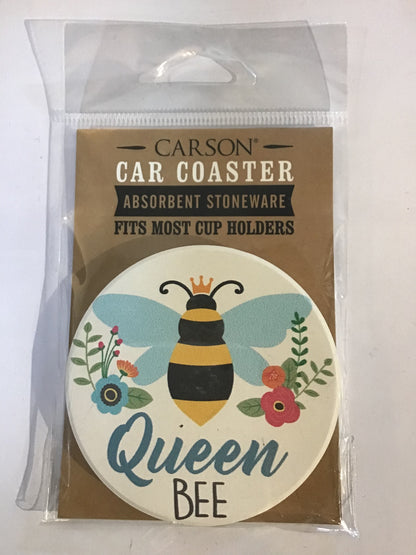 CARSON®
CAR COASTER
ABSORBENT STONEWARE
FITS MOST CUP HOLDERS
Queen
BEE